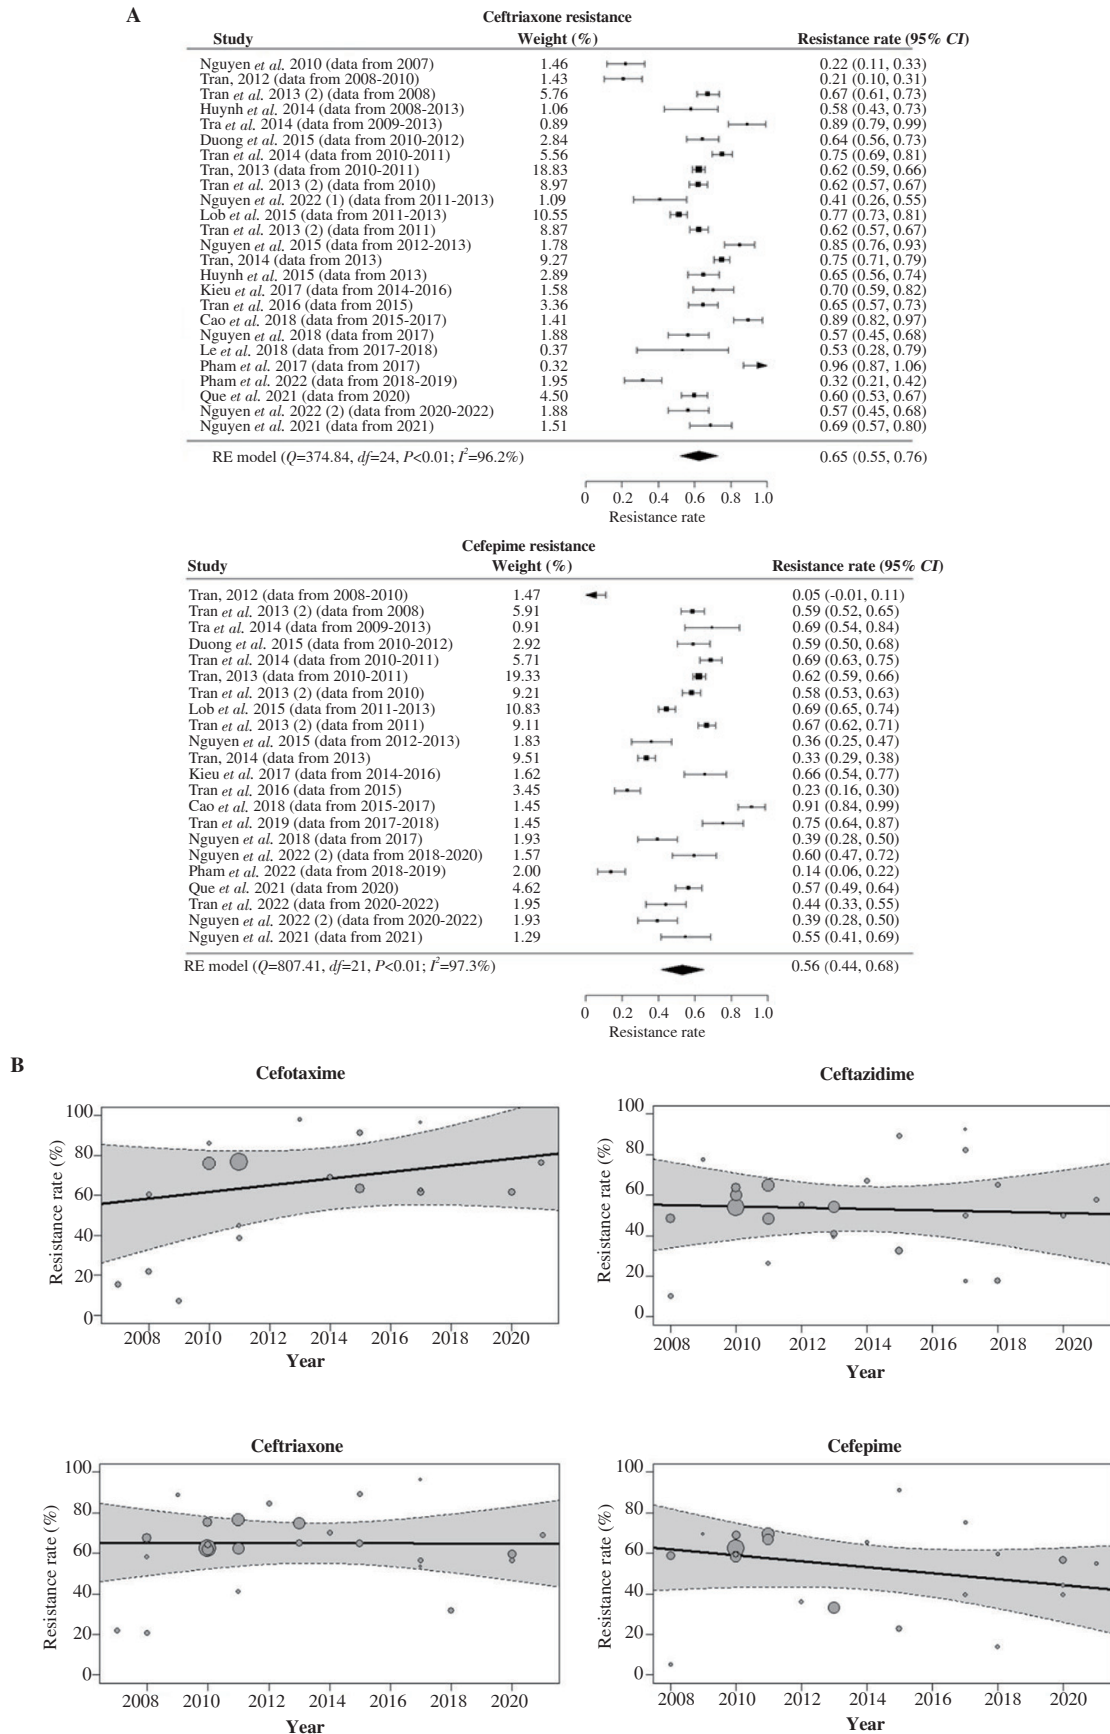 A
Ceftriaxone resistance
Study Weight (%) Resistance rate (95% CI)
Nguyen et al. 2010 (data from 2007) 1.46 0.22 (0.11, 0.33)
Tran, 2012 (data from 2008-2010) 1.43 0.21 (0.10, 0.31)
Tran et al. 2013 (2) (data from 2008) 5.76 0.67 (0.61, 0.73)
Huynh et al. 2014 (data from 2008-2013) 1.06 0.58 (0.43, 0.73)
Tra et al. 2014 (data from 2009-2013) 0.89 0.89 (0.79, 0.99)
Duong et al. 2015 (data from 2010-2012) 2.84 0.64 (0.56, 0.73)
Tran et al. 2014 (data from 2010-2011) 5.56 0.75 (0.69, 0.81)
Tran, 2013 (data from 2010-2011) 18.83 0.62 (0.59, 0.66)
Tran et al. 2013 (2) (data from 2010) 8.97 0.62 (0.57, 0.67)
Nguyen et al. 2022 (1) (data from 2011-2013) 1.09 0.41 (0.26, 0.55)
Lob et al. 2015 (data from 2011-2013) 10.55 0.77 (0.73, 0.81)
Tran et al. 2013 (2) (data from 2011) 8.87 0.62 (0.57, 0.67)
Nguyen et al. 2015 (data from 2012-2013) 1.78 0.85 (0.76, 0.93)
Tran, 2014 (data from 2013) 9.27 0.75 (0.71, 0.79)
Huynh et al. 2015 (data from 2013) 2.89 0.65 (0.56, 0.74)
Kieu et al. 2017 (data from 2014-2016) 1.58 0.70 (0.59, 0.82)
Tran et al. 2016 (data from 2015) 3.36 0.65 (0.57, 0.73)
Cao et al. 2018 (data from 2015-2017) 1.41 0.89 (0.82, 0.97)
Nguyen et al. 2018 (data from 2017) 1.88 0.57 (0.45, 0.68)
Le et al. 2018 (data from 2017-2018) 0.37 0.53 (0.28, 0.79)
Pham et al. 2017 (data from 2017) 0.32 0.96 (0.87, 1.06)
Pham et al. 2022 (data from 2018-2019) 1.95 0.32 (0.21, 0.42)
Que et al. 2021 (data from 2020) 4.50 0.60 (0.53, 0.67)
Nguyen et al. 2022 (2) (data from 2020-2022) 1.88 0.57 (0.45, 0.68)
Nguyen et al. 2021 (data from 2021) 1.51 0.69 (0.57, 0.80)
RE model (Q=374.84, df=24, P<0.01; I²=96.2%) 0.65 (0.55, 0.76)
0 0.2 0.4 0.6 0.8 1.0
Resistance rate
Cefepime resistance
Study Weight (%) Resistance rate (95% CI)
Tran, 2012 (data from 2008-2010) 1.47 0.05 (-0.01, 0.11)
Tran et al. 2013 (2) (data from 2008) 5.91 0.59 (0.52, 0.65)
Tra et al. 2014 (data from 2009-2013) 0.91 0.69 (0.54, 0.84)
Duong et al. 2015 (data from 2010-2012) 2.92 0.59 (0.50, 0.68)
Tran et al. 2014 (data from 2010-2011) 5.71 0.69 (0.63, 0.75)
Tran, 2013 (data from 2010-2011) 19.33 0.62 (0.59, 0.66)
Tran et al. 2013 (2) (data from 2010) 9.21 0.58 (0.53, 0.63)
Lob et al. 2015 (data from 2011-2013) 10.83 0.69 (0.65, 0.74)
Tran et al. 2013 (2) (data from 2011) 9.11 0.67 (0.62, 0.71)
Nguyen et al. 2015 (data from 2012-2013) 1.83 0.36 (0.25, 0.47)
Tran, 2014 (data from 2013) 9.51 0.33 (0.29, 0.38)
Kieu et al. 2017 (data from 2014-2016) 1.62 0.66 (0.54, 0.77)
Tran et al. 2016 (data from 2015) 3.45 0.23 (0.16, 0.30)
Cao et al. 2018 (data from 2015-2017) 1.45 0.91 (0.84, 0.99)
Tran et al. 2019 (data from 2017-2018) 1.45 0.75 (0.64, 0.87)
Nguyen et al. 2018 (data from 2017) 1.93 0.39 (0.28, 0.50)
Nguyen et al. 2022 (2) (data from 2018-2020) 1.57 0.60 (0.47, 0.72)
Pham et al. 2022 (data from 2018-2019) 2.00 0.14 (0.06, 0.22)
Que et al. 2021 (data from 2020) 4.62 0.57 (0.49, 0.64)
Tran et al. 2022 (data from 2020-2022) 1.95 0.44 (0.33, 0.55)
Nguyen et al. 2022 (2) (data from 2020-2022) 1.93 0.39 (0.28, 0.50)
Nguyen et al. 2021 (data from 2021) 1.29 0.55 (0.41, 0.69)
RE model (Q=807.41, df=21, P<0.01; I²=97.3%) 0.56 (0.44, 0.68)
0 0.2 0.4 0.6 0.8 1.0
Resistance rate
B
Cefotaxime
Resistance rate (%)
100
80
60
40
20
0
2008 2010 2012 2014 2016 2018 2020
Year
Ceftazidime
Resistance rate (%)
100
80
60
40
20
0
2008 2010 2012 2014 2016 2018 2020
Year
Ceftriaxone
Resistance rate (%)
100
80
60
40
20
0
2008 2010 2012 2014 2016 2018 2020
Year
Cefepime
Resistance rate (%)
100
80
60
40
20
0
2008 2010 2012 2014 2016 2018 2020
Year